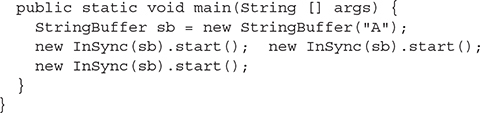 public static void main(String [] args) {
StringBuffer sb = new StringBuffer("A");
new InSync(sb).start();  new InSync(sb).start();
new InSync(sb).start();
}
}